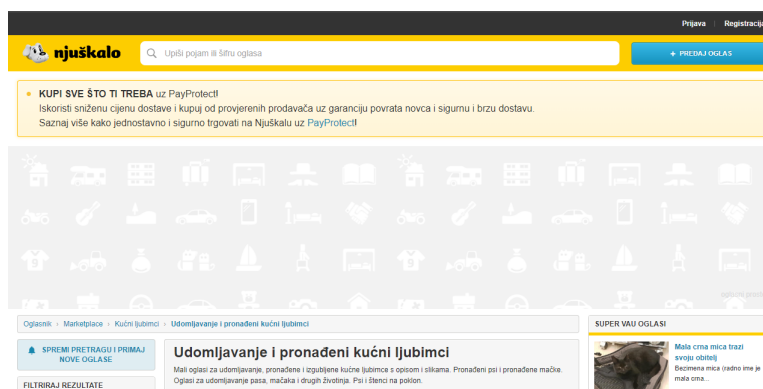 Prijava
Registracija
njuškalo
Upiši pojam ili šifru oglasa
+ PREDAJ OGLAS
KUPI SVE ŠTO TI TREBA uz PayProtect!
Iskoristi sniženu cijenu dostave i kupuj od provjerenih prodavača uz garanciju povrata novca i sigurnu i brzu dostavu.
Saznaj više kako jednostavno i sigurno trgovati na Njuškalu uz PayProtect!
9
9
Oglasnik › Marketplace › Kućni ljubimci › Udomljavanje i pronađeni kućni ljubimci
SUPER VAU OGLASI
SPREMI PRETRAGU I PRIMAJ
NOVE OGLASE
FILTRIRAJ REZULTATE
Udomljavanje i pronađeni kućni ljubimci
Mali oglasi za udomljavanje, pronađene i izgubljene kućne ljubimce s opisom i slikama. Pronađeni psi i pronađene mačke.
Oglasi za udomljavanje pasa, mačaka i drugih životinja. Psi i štenci na poklon.
Mala crna mica trazi
svoju obitelj
Bezimena mica (radno ime je
mala crna...